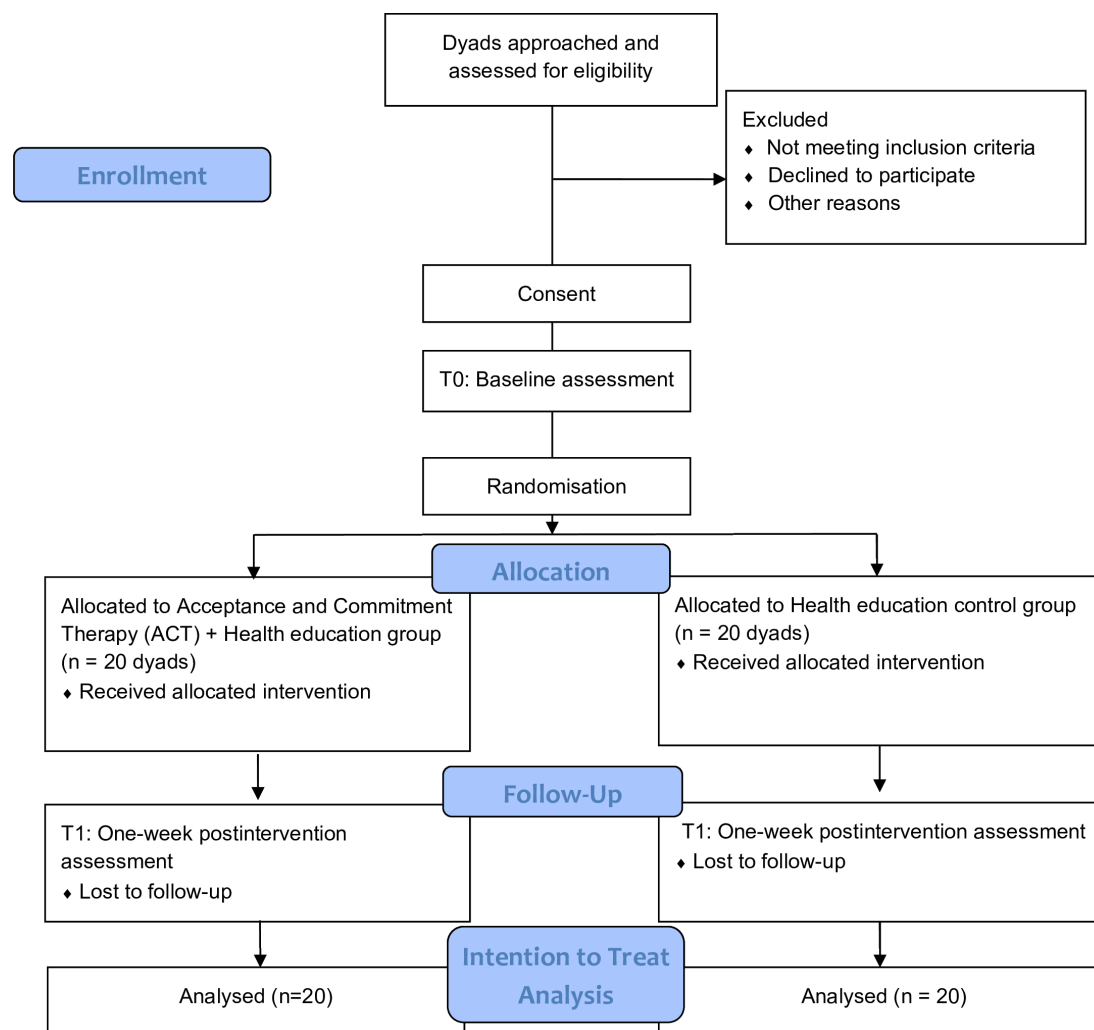 Dyads approached and
assessed for eligibility
Excluded
♦ Not meeting inclusion criteria
♦ Declined to participate
♦ Other reasons
Enrollment
Consent
T0: Baseline assessment
Randomisation
Allocation
Allocated to Acceptance and Commitment
Therapy (ACT) + Health education group
(n = 20 dyads)
♦ Received allocated intervention
Allocated to Health education control group
(n = 20 dyads)
♦ Received allocated intervention
Follow-Up
T1: One-week postintervention
assessment
♦ Lost to follow-up
T1: One-week postintervention assessment
♦ Lost to follow-up
Intention to Treat
Analysis
Analysed (n=20)
Analysed (n = 20)